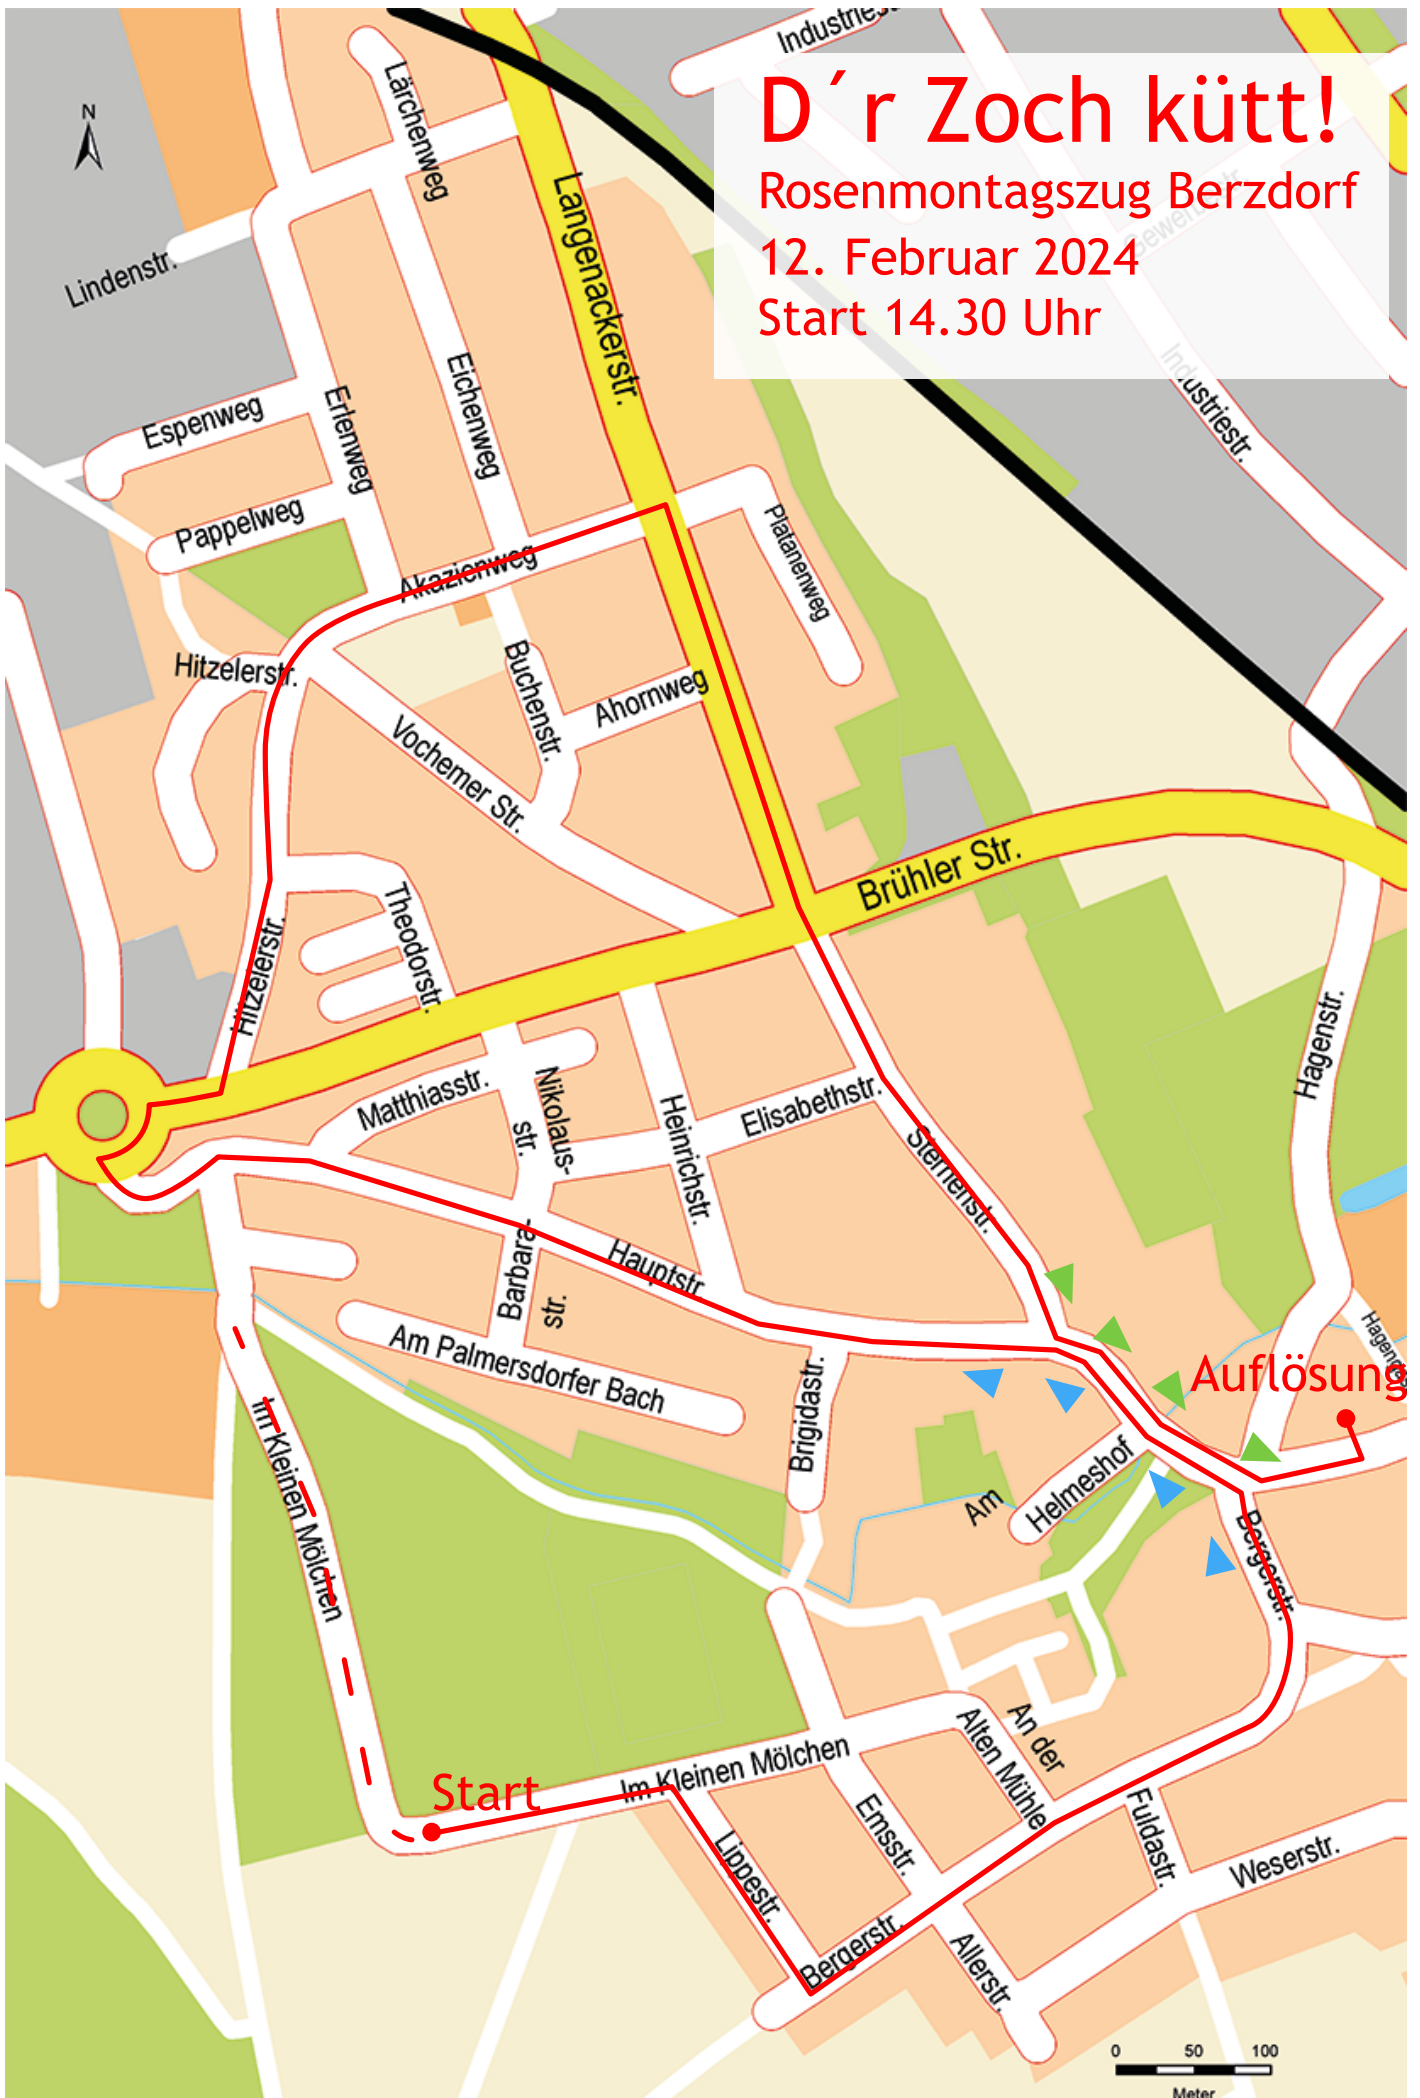 N
Industriestr.
D´r Zoch kütt!
Rosenmontagszug Berzdorf
12. Februar 2024
Start 14.30 Uhr
Gewerbestr.
Lärchenweg
Lindenstr.
Langenackerstr.
Industriestr.
Espenweg
Erlenweg
Eichenweg
Pappelweg
Akazienweg
Platanenweg
Hitzelerstr.
Buchenstr.
Ahornweg
Vochemer Str.
Brühler Str.
Theodorstr.
Hitzelerstr.
Hagenstr.
Matthiasstr.
Nikolaus-
str.
Heinrichstr.
Elisabethstr.
Sternenstr.
Hauptstr.
Barbara-
str.
Am Palmersdorfer Bach
Brigidastr.
Auflösung
Im Kleinen Mölchen
Am
Helmeshof
Bergerstr.
An der
Alten Mühle
Start
Im Kleinen Mölchen
Lippestr.
Emsstr.
Fuldastr.
Weserstr.
Bergerstr.
Allerstr.
0 50 100
Meter